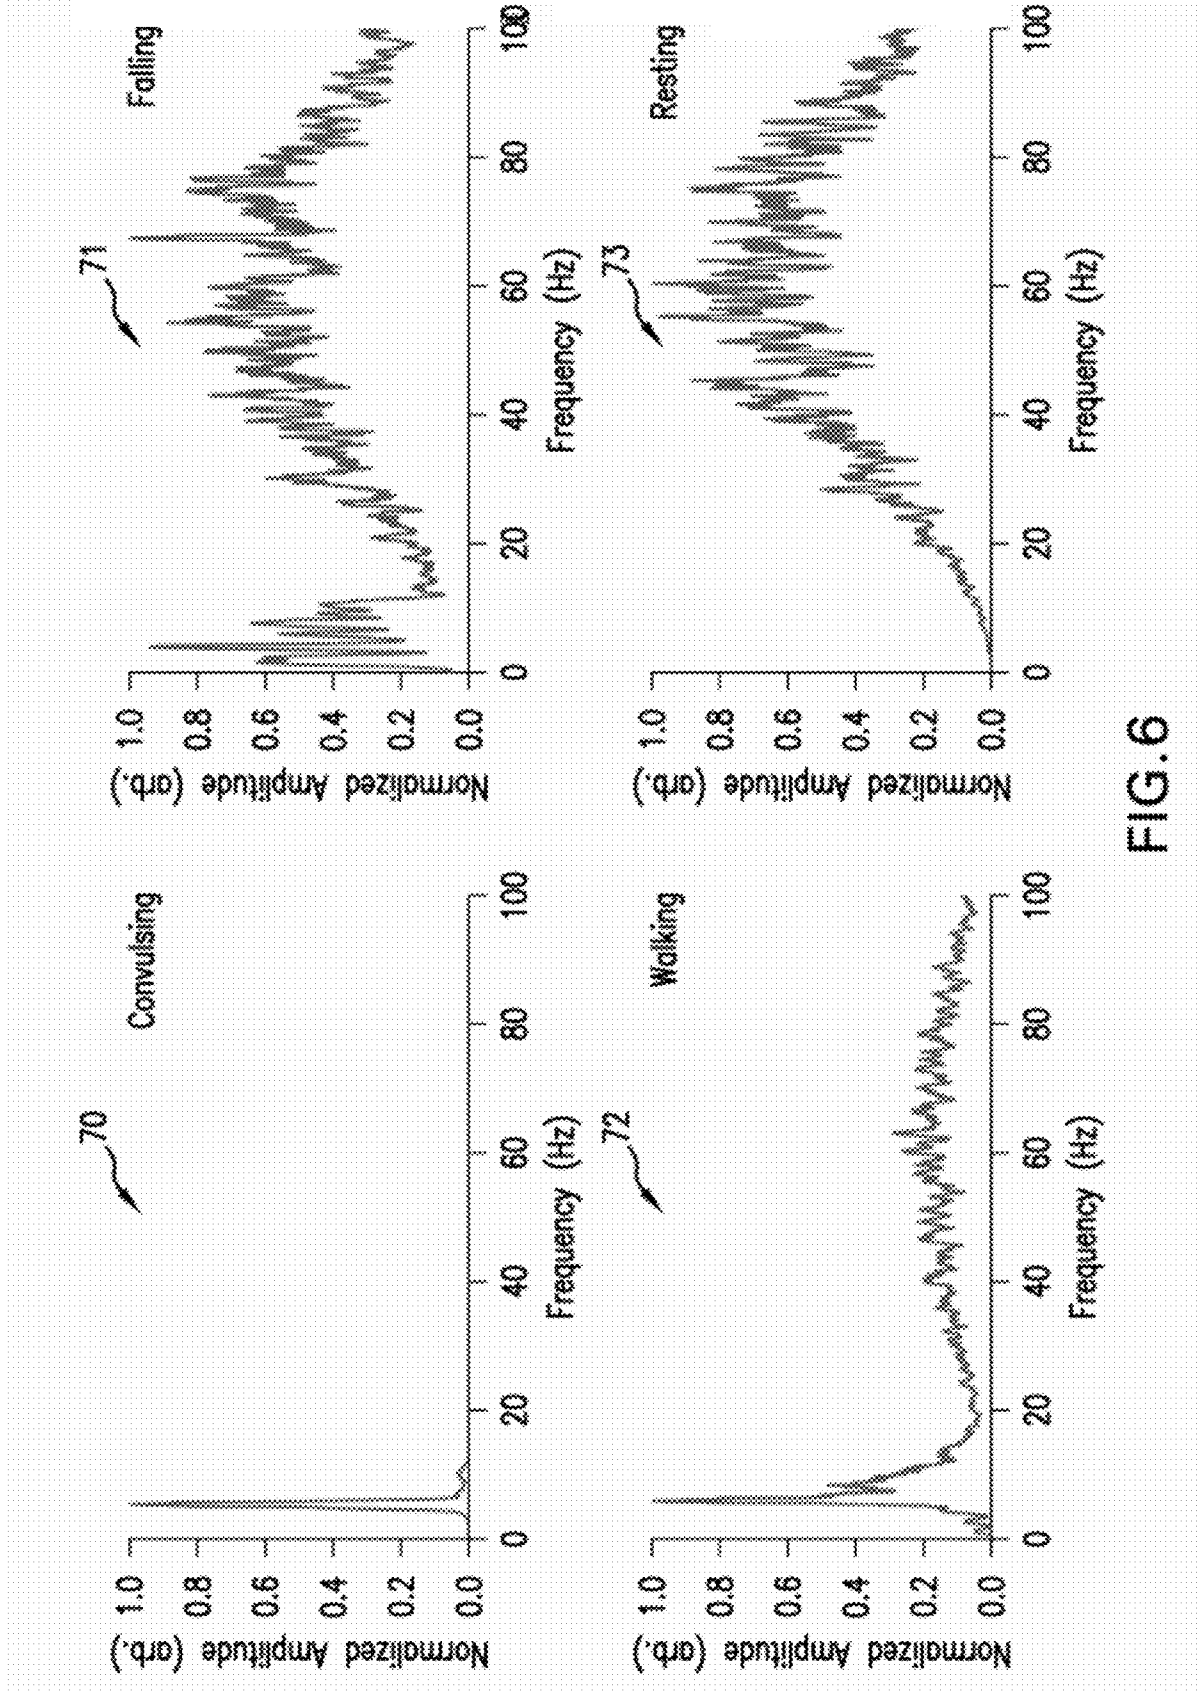 70
Convulsing
Normalized Amplitude (arb.)
1.0
0.8
0.6
0.4
0.2
0.0
0 20 40 60 80 100
Frequency (Hz)
71
Falling
Normalized Amplitude (arb.)
1.0
0.8
0.6
0.4
0.2
0.0
0 20 40 60 80 100
Frequency (Hz)
72
Walking
Normalized Amplitude (arb.)
1.0
0.8
0.6
0.4
0.2
0.0
0 20 40 60 80 100
Frequency (Hz)
73
Resting
Normalized Amplitude (arb.)
1.0
0.8
0.6
0.4
0.2
0.0
0 20 40 60 80 100
Frequency (Hz)
FIG.6